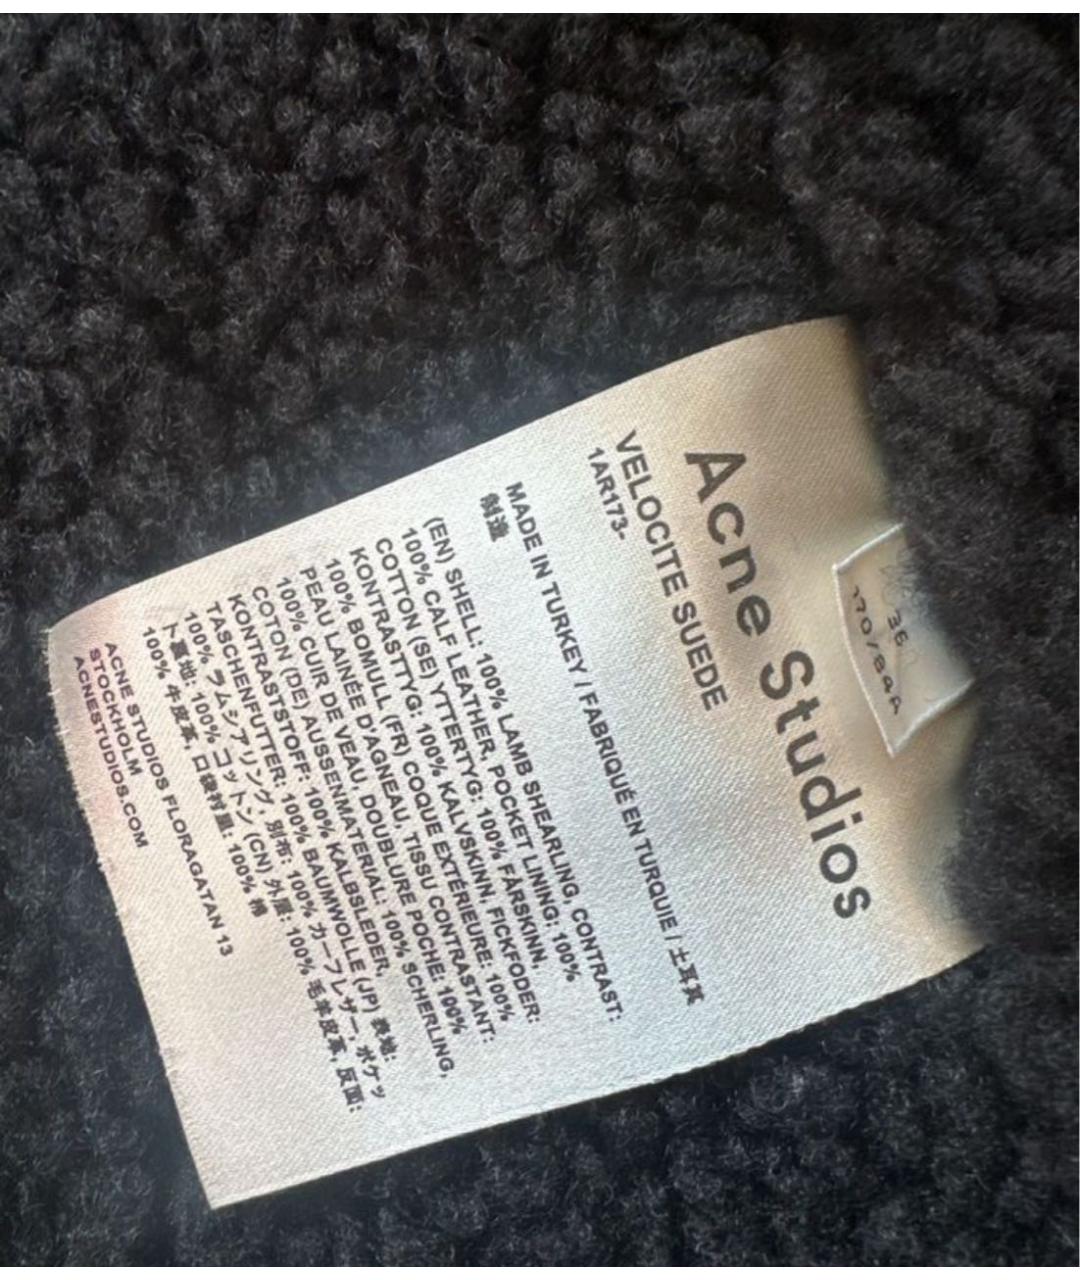 Acne Studios
VELOCITE SUEDE
1AR173-
MADE IN TURKEY / FABRIQUÉ EN TURQUIE / 土耳其
制造
(EN) SHELL: 100% LAMB SHEARLING, CONTRAST:
100% CALF LEATHER, POCKET LINING: 100%
COTTON (SE) YTTERTYG: 100% FÅRSKINN,
KONTRASTTYG: 100% KALVSKINN, FICKFODER:
100% BOMULL (FR) COQUE EXTÉRIEURE: 100%
PEAU LAINÉE D'AGNEAU, TISSU CONTRASTANT:
100% CUIR DE VEAU, DOUBLURE POCHE: 100%
COTON (DE) AUSSENMATERIAL: 100% SCHERLING,
KONTRASTSTOFF: 100% KALBSLEDER,
TASCHENFUTTER: 100% BAUMWOLLE (JP) 表地:
100% ラムシアリング, 別布: 100% カーフレザー, ポケッ
ト裏地: 100% コットン (CN) 外层: 100% 毛羊皮革, 反面:
100% 牛皮革, 口袋衬里: 100% 棉
ACNE STUDIOS FLORAGATAN 13
STOCKHOLM
ACNESTUDIOS.COM
36
170/84A